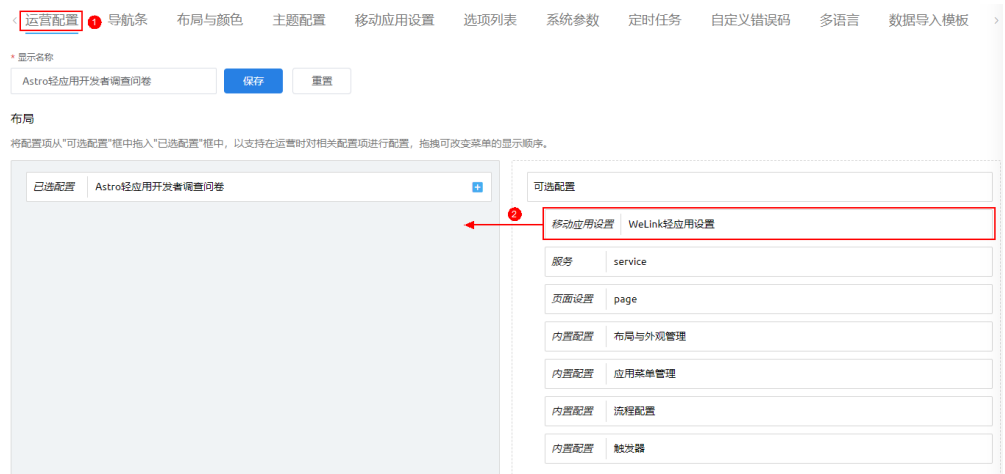 运营配置 1 导航条 布局与颜色 主题配置 移动应用设置 选项列表 系统参数 定时任务 自定义错误码 多语言 数据导入模板
* 显示名称
Astro轻应用开发者调查问卷 保存 重置
布局
将配置项从"可选配置"框中拖入"已选配置"框中，以支持在运营时对相关配置项进行配置，拖拽可改变菜单的显示顺序。
已选配置 Astro轻应用开发者调查问卷
可选配置
2
移动应用设置 WeLink轻应用设置
服务 service
页面设置 page
内置配置 布局与外观管理
内置配置 应用菜单管理
内置配置 流程配置
内置配置 触发器